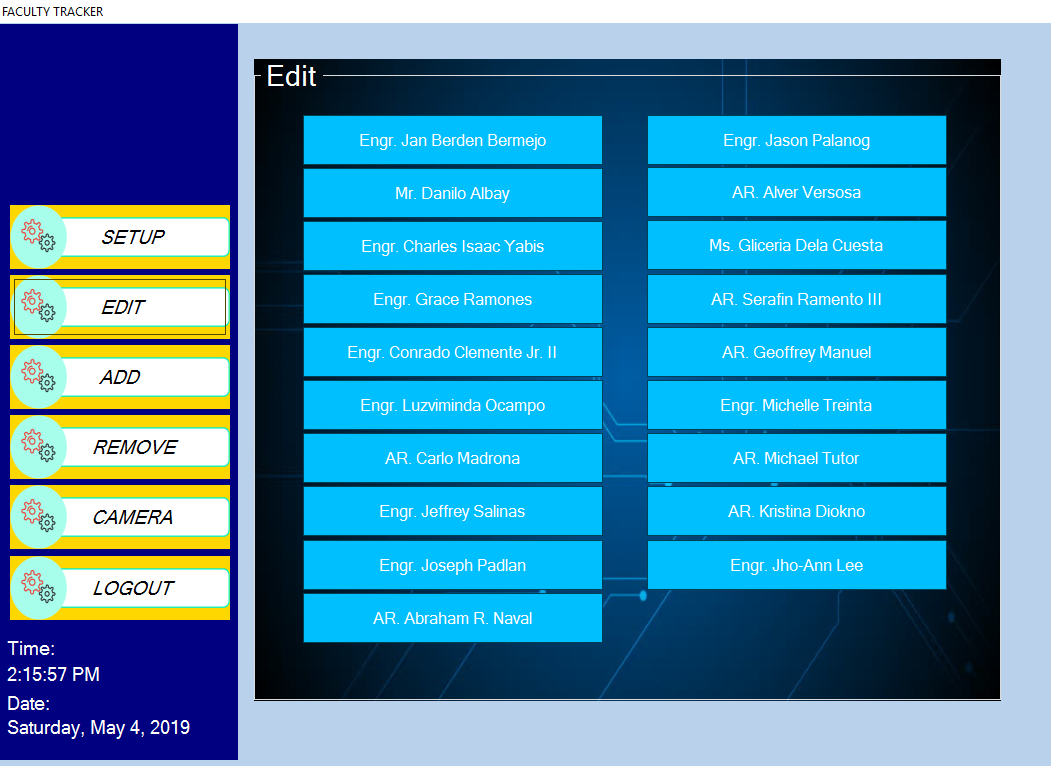 FACULTY TRACKER
SETUP
EDIT
ADD
REMOVE
CAMERA
LOGOUT
Time:
2:15:57 PM
Date:
Saturday, May 4, 2019
Edit
Engr. Jan Berden Bermejo
Mr. Danilo Albay
Engr. Charles Isaac Yabis
Engr. Grace Ramones
Engr. Conrado Clemente Jr. II
Engr. Luzviminda Ocampo
AR. Carlo Madrona
Engr. Jeffrey Salinas
Engr. Joseph Padlan
AR. Abraham R. Naval
Engr. Jason Palanog
AR. Alver Versosa
Ms. Gliceria Dela Cuesta
AR. Serafin Ramento III
AR. Geoffrey Manuel
Engr. Michelle Treinta
AR. Michael Tutor
AR. Kristina Diokno
Engr. Jho-Ann Lee